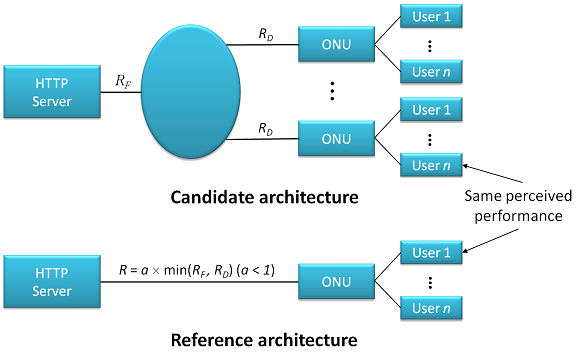 User 1
R_D
ONU
⋮
HTTP
Server
R_F
User n
⋮
User 1
R_D
ONU
⋮
User n
Candidate architecture
Same perceived
performance
HTTP
Server
R = a × min(R_F, R_D) (a < 1)
ONU
User 1
⋮
User n
Reference architecture